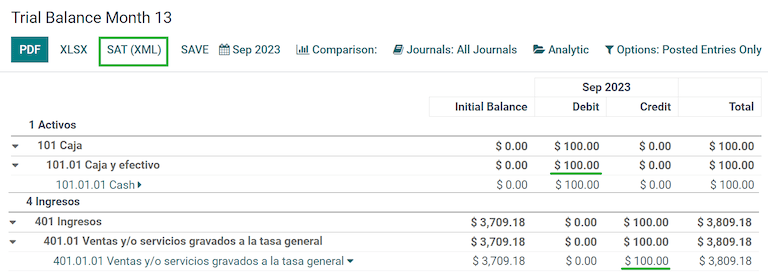 Trial Balance Month 13
PDF XLSX SAT (XML) SAVE Sep 2023 Comparison: Journals: All Journals Analytic Options: Posted Entries Only
Sep 2023
Initial Balance Debit Credit Total
1 Activos
101 Caja $ 0.00 $ 100.00 $ 0.00 $ 100.00
101.01 Caja y efectivo $ 0.00 $ 100.00 $ 0.00 $ 100.00
101.01.01 Cash $ 0.00 $ 100.00 $ 0.00 $ 100.00
4 Ingresos
401 Ingresos $ 3,709.18 $ 0.00 $ 100.00 $ 3,809.18
401.01 Ventas y/o servicios gravados a la tasa general $ 3,709.18 $ 0.00 $ 100.00 $ 3,809.18
401.01.01 Ventas y/o servicios gravados a la tasa general $ 3,709.18 $ 0.00 $ 100.00 $ 3,809.18